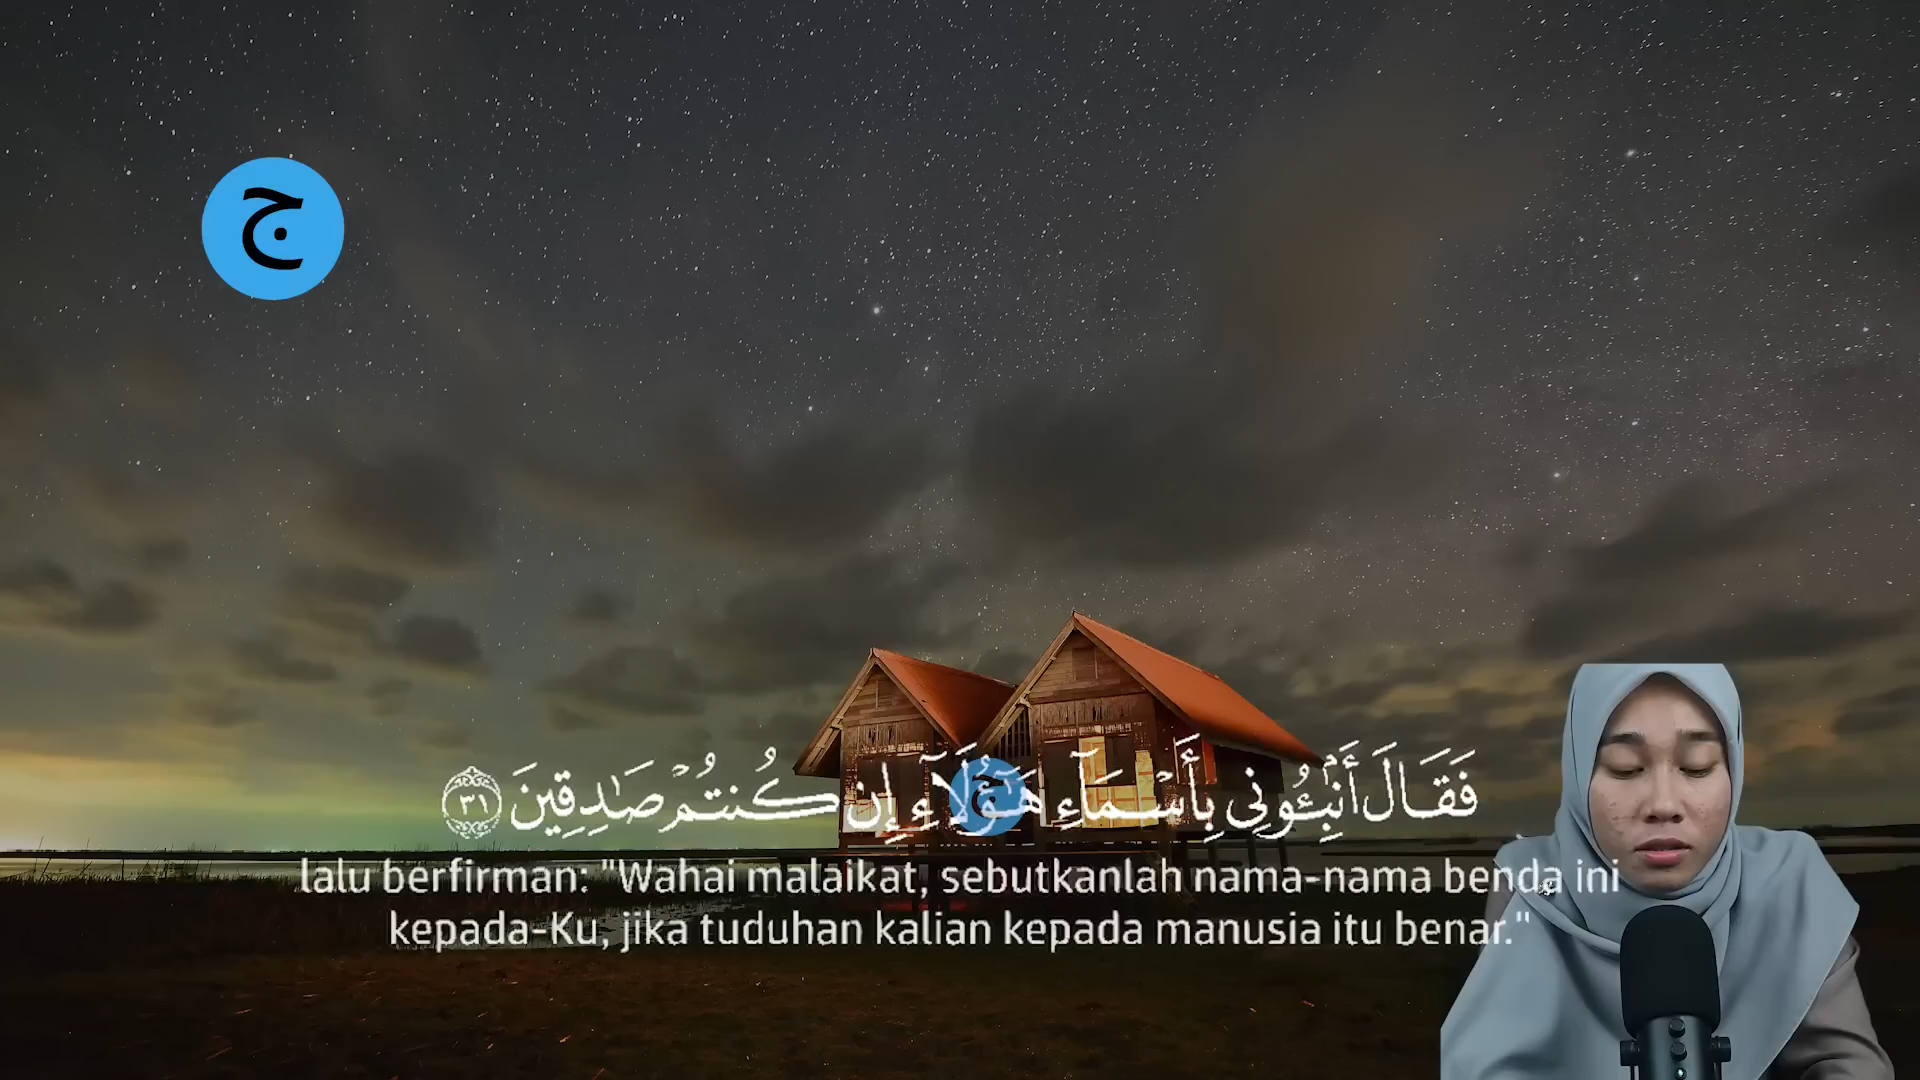 ج
فَقَالَ أَنۢبِـُٔونِى بِأَسْمَآءِ هَـٰٓؤُلَآءِ إِن كُنتُمْ صَـٰدِقِينَ ٣١
lalu berfirman: "Wahai malaikat, sebutkanlah nama-nama benda ini
kepada-Ku, jika tuduhan kalian kepada manusia itu benar."